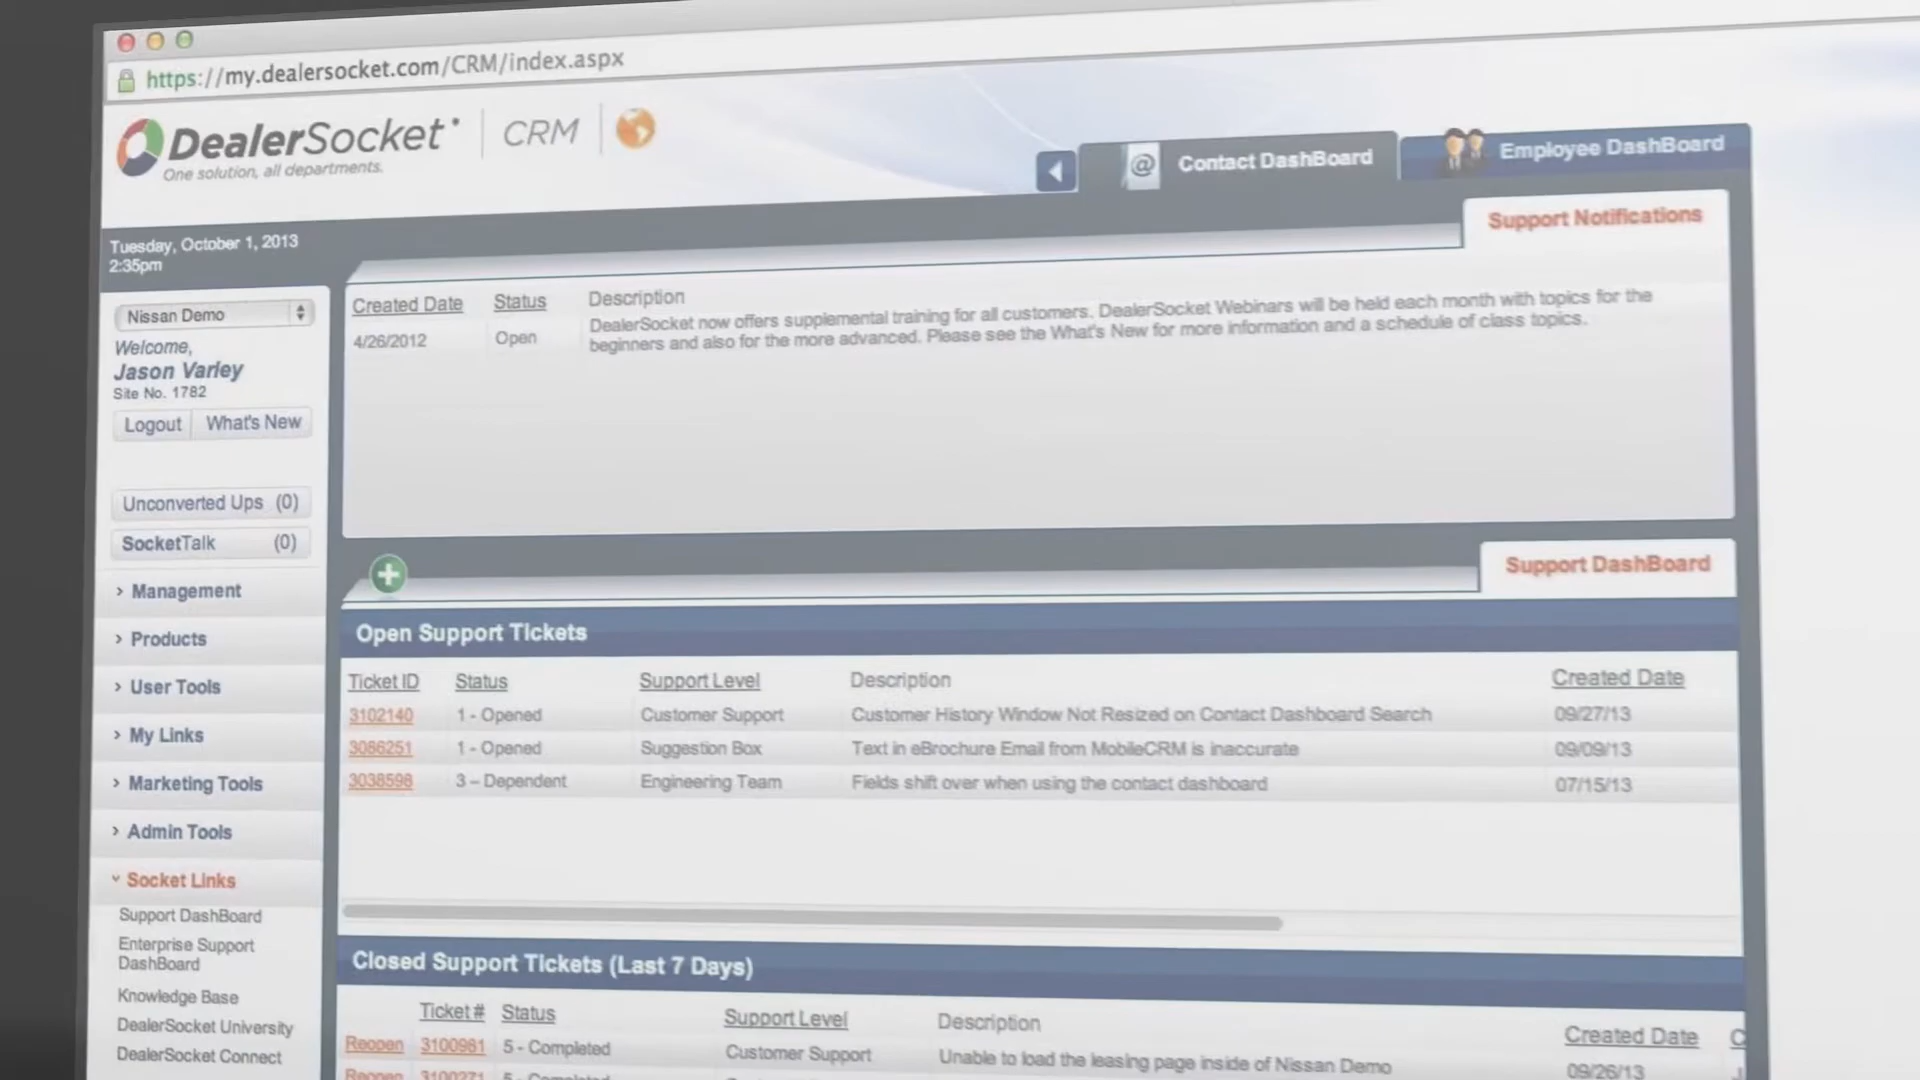 https://my.dealersocket.com/CRM/index.aspx
DealerSocket CRM
One solution, all departments.
@ Contact DashBoard
Employee DashBoard
Tuesday, October 1, 2013
2:35pm
Support Notifications
Nissan Demo
Welcome,
Jason Varley
Site No. 1782
Logout What's New
Unconverted Ups (0)
SocketTalk (0)
> Management
> Products
> User Tools
> My Links
> Marketing Tools
> Admin Tools
Socket Links
Support DashBoard
Enterprise Support
DashBoard
Knowledge Base
DealerSocket University
DealerSocket Connect
Created Date Status Description
4/26/2012 Open DealerSocket now offers supplemental training for all customers. DealerSocket Webinars will be held each month with topics for the
beginners and also for the more advanced. Please see the What's New for more information and a schedule of class topics.
Support DashBoard
Open Support Tickets
Ticket ID Status Support Level Description Created Date
3102140 1 - Opened Customer Support Customer History Window Not Resized on Contact Dashboard Search 09/27/13
3086251 1 - Opened Suggestion Box Text in eBrochure Email from MobileCRM is inaccurate 09/09/13
3038598 3 – Dependent Engineering Team Fields shift over when using the contact dashboard 07/15/13
Closed Support Tickets (Last 7 Days)
Ticket # Status Support Level Description Created Date
Reopen 3100981 5 - Completed Customer Support Unable to load the leasing page inside of Nissan Demo 09/26/13
Reopen 3100271